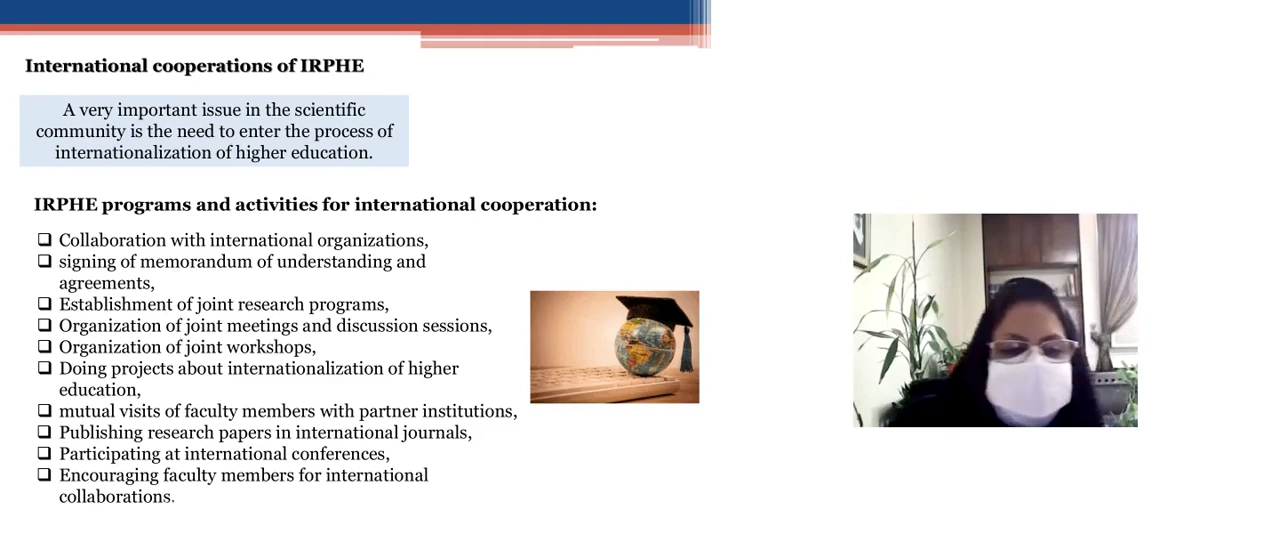 International cooperations of IRPHE
A very important issue in the scientific
community is the need to enter the process of
internationalization of higher education.
IRPHE programs and activities for international cooperation:
❑ Collaboration with international organizations,
❑ signing of memorandum of understanding and
agreements,
❑ Establishment of joint research programs,
❑ Organization of joint meetings and discussion sessions,
❑ Organization of joint workshops,
❑ Doing projects about internationalization of higher
education,
❑ mutual visits of faculty members with partner institutions,
❑ Publishing research papers in international journals,
❑ Participating at international conferences,
❑ Encouraging faculty members for international
collaborations.